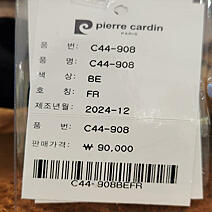 pierre cardin
PARIS
품 번: C44-908
품 명: C44-908
색 상: BE
호 칭: FR
제조년월: 2024-12
품 번: C44-908
판매가격: ₩ 90,000
C44-908BEFR